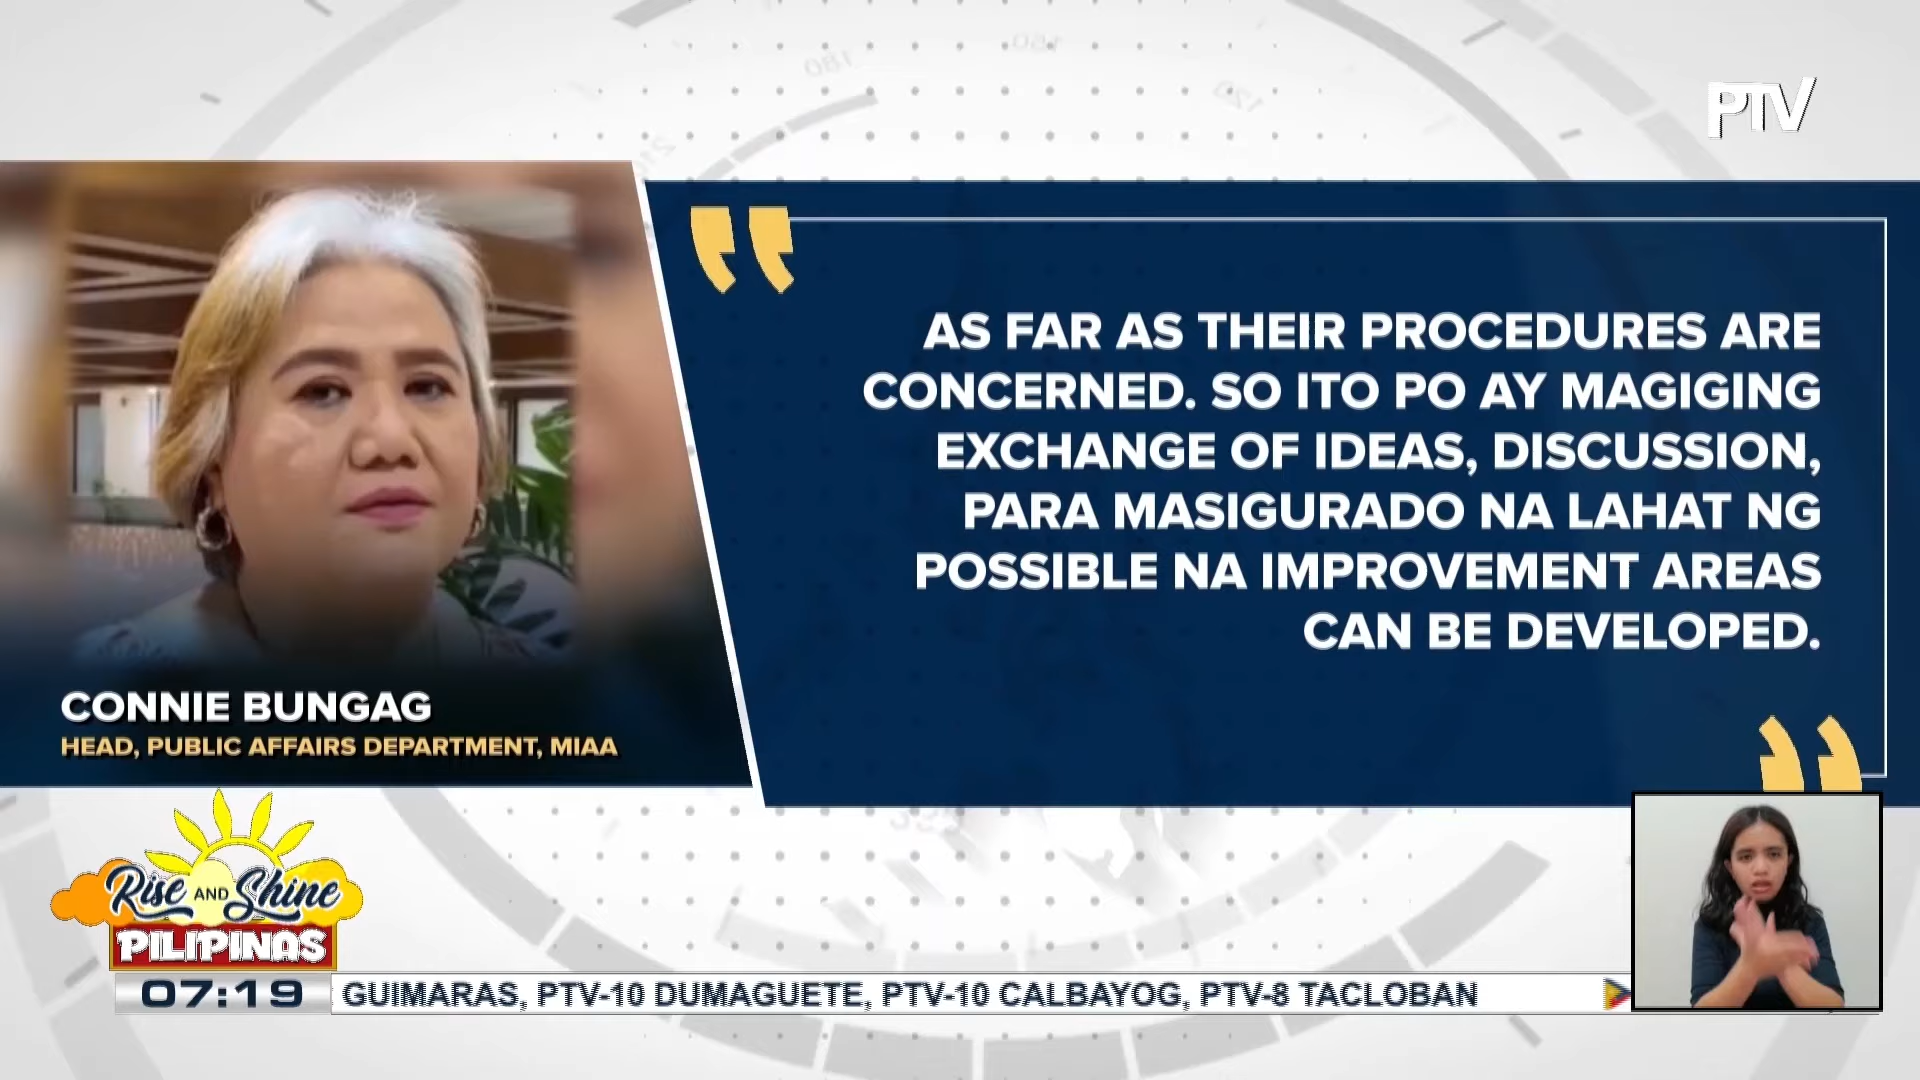 PTV
AS FAR AS THEIR PROCEDURES ARE
CONCERNED. SO ITO PO AY MAGIGING
EXCHANGE OF IDEAS, DISCUSSION,
PARA MASIGURADO NA LAHAT NG
POSSIBLE NA IMPROVEMENT AREAS
CAN BE DEVELOPED.
CONNIE BUNGAG
HEAD, PUBLIC AFFAIRS DEPARTMENT, MIAA
Rise AND Shine
PILIPINAS
07:19
GUIMARAS, PTV-10 DUMAGUETE, PTV-10 CALBAYOG, PTV-8 TACLOBAN